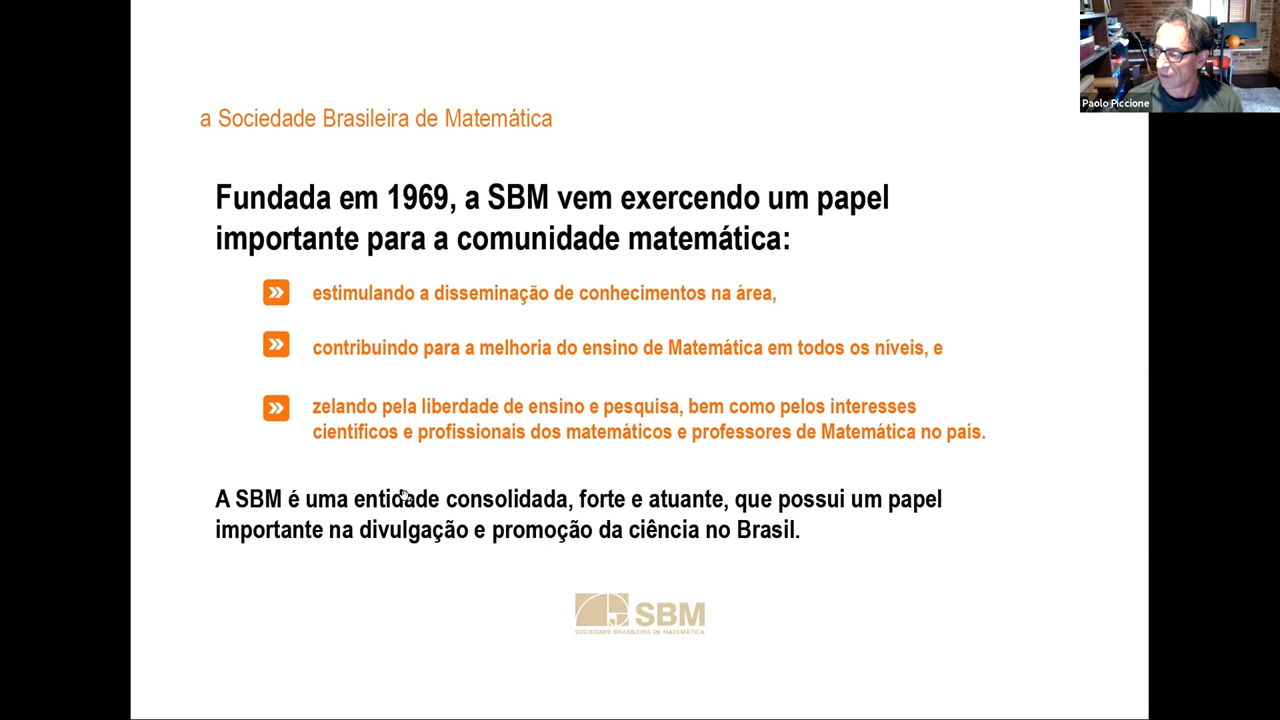 Paolo Piccione
a Sociedade Brasileira de Matemática
Fundada em 1969, a SBM vem exercendo um papel
importante para a comunidade matemática:
estimulando a disseminação de conhecimentos na área,
contribuindo para a melhoria do ensino de Matemática em todos os níveis, e
zelando pela liberdade de ensino e pesquisa, bem como pelos interesses
científicos e profissionais dos matemáticos e professores de Matemática no país.
A SBM é uma entidade consolidada, forte e atuante, que possui um papel
importante na divulgação e promoção da ciência no Brasil.
SBM
SOCIEDADE BRASILEIRA DE MATEMÁTICA